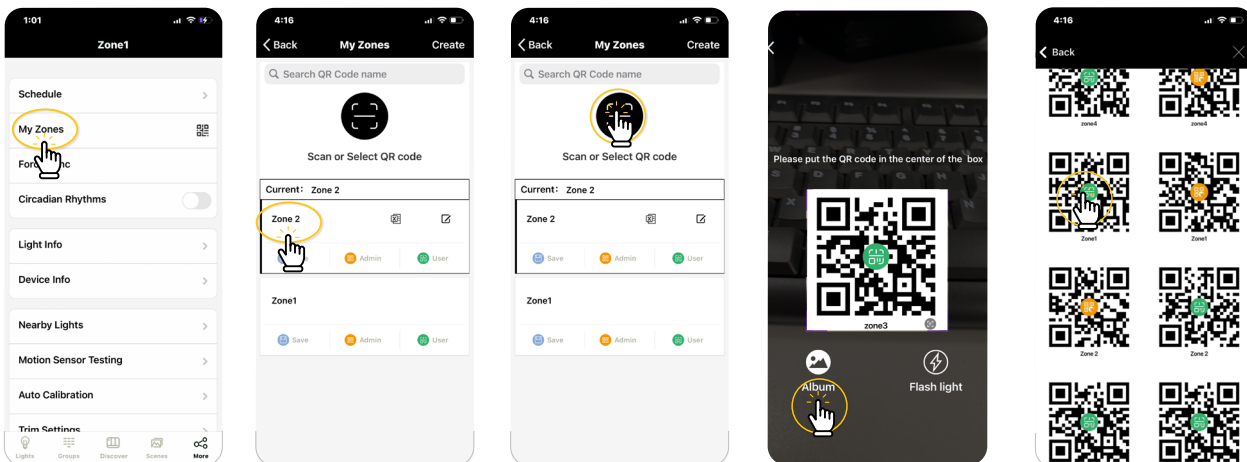 1:01
Zone1
Schedule
My Zones
Circadian Rhythms
Light Info
Device Info
Nearby Lights
Motion Sensor Testing
Auto Calibration
Trim Settings
Lights Groups Discover Scenes More
4:16
Back My Zones Create
Search QR Code name
Scan or Select QR code
Current: Zone 2
Zone 2
Admin User
Zone1
Save Admin User
4:16
Back My Zones Create
Search QR Code name
Scan or Select QR code
Current: Zone 2
Zone 2
Save Admin User
Zone1
Save Admin User
Please put the QR code in the center of the box
zone3
Album Flash light
4:16
Back
zone4 zone4
Zone1 Zone1
Zone 2 Zone 2